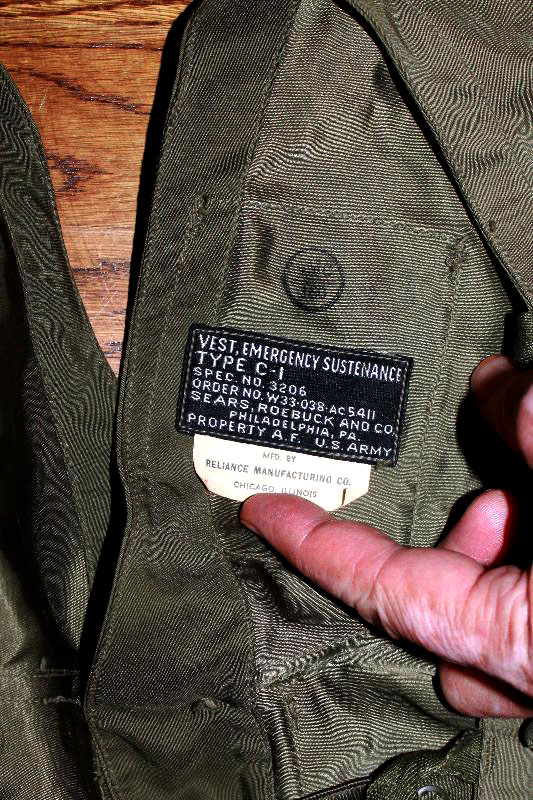 VEST, EMERGENCY SUSTENANCE
TYPE C-1
SPEC. NO. 3206
ORDER NO. W33-038-AC5411
SEARS, ROEBUCK AND CO.
PHILADELPHIA, PA.
PROPERTY A.F. U.S. ARMY
MFD. BY
RELIANCE MANUFACTURING CO.
CHICAGO, ILLINOIS